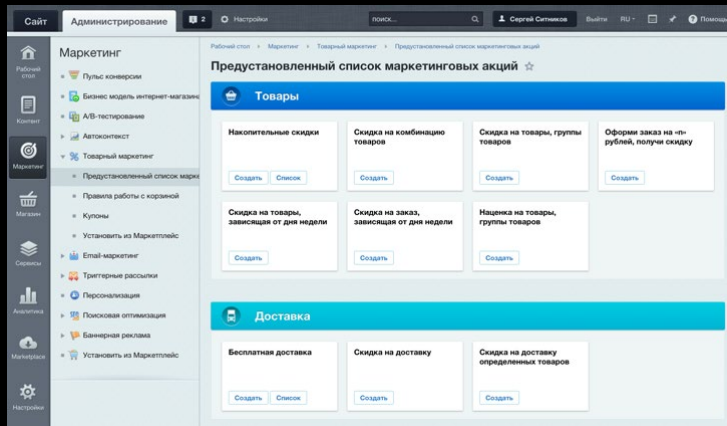 Сайт
Администрирование
2
Настройки
поиск...
Сергей Ситников
Выйти
RU
Помощь
Рабочий стол
Контент
Маркетинг
Магазин
Сервисы
Аналитика
Marketplace
Настройки
Маркетинг
Пульс конверсии
Бизнес модель интернет-магазина
A/B-тестирование
Автоконтекст
Товарный маркетинг
Предустановленный список марке
Правила работы с корзиной
Купоны
Установить из Маркетплейс
Email-маркетинг
Триггерные рассылки
Персонализация
Поисковая оптимизация
Баннерная реклама
Установить из Маркетплейс
Рабочий стол Маркетинг Товарный маркетинг Предустановленный список маркетинговых акций
Предустановленный список маркетинговых акций
Товары
Накопительные скидки
Создать Список
Скидка на комбинацию
товаров
Создать
Скидка на товары, группы
товаров
Создать
Оформи заказ на «n»
рублей, получи скидку
Создать
Скидка на товары,
зависящая от дня недели
Создать
Скидка на заказ,
зависящая от дня недели
Создать
Наценка на товары,
группы товаров
Создать
Доставка
Бесплатная доставка
Создать Список
Скидка на доставку
Создать
Скидка на доставку
определенных товаров
Создать